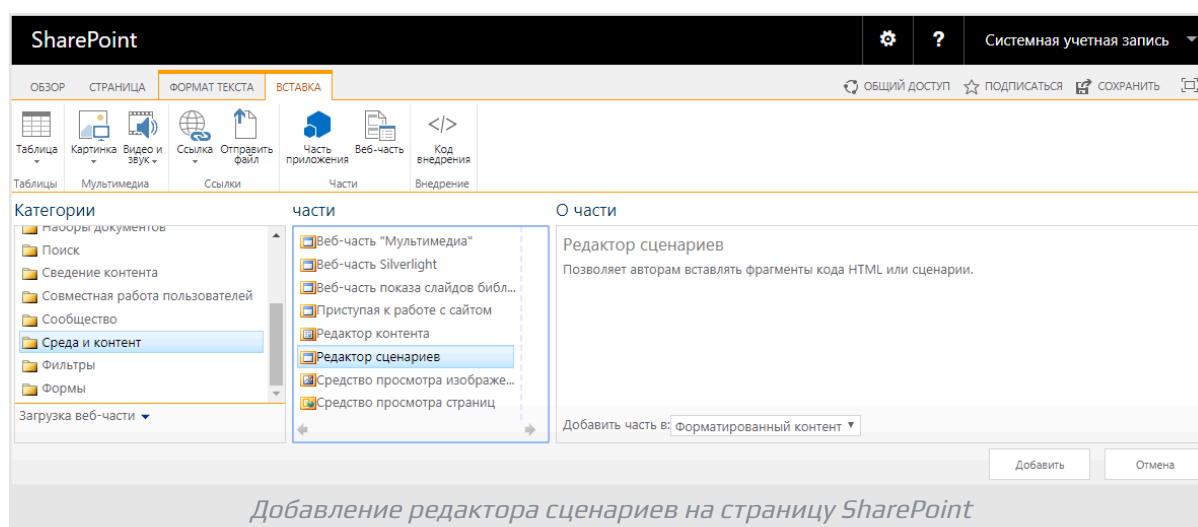 SharePoint
? Системная учетная запись
ОБЗОР СТРАНИЦА ФОРМАТ ТЕКСТА ВСТАВКА ОБЩИЙ ДОСТУП ПОДПИСАТЬСЯ СОХРАНИТЬ
Таблица Картинка Видео и звук Ссылка Отправить файл Часть приложения Веб-часть </> Код внедрения
Таблицы Мультимедиа Ссылки Части Внедрение
Категории
Наборы документов
Поиск
Сведение контента
Совместная работа пользователей
Сообщество
Среда и контент
Фильтры
Формы
Загрузка веб-части
части
Веб-часть "Мультимедиа"
Веб-часть Silverlight
Веб-часть показа слайдов библ...
Приступая к работе с сайтом
Редактор контента
Редактор сценариев
Средство просмотра изображе...
Средство просмотра страниц
О части
Редактор сценариев
Позволяет авторам вставлять фрагменты кода HTML или сценарии.
Добавить часть в: Форматированный контент
Добавить Отмена
Добавление редактора сценариев на страницу SharePoint